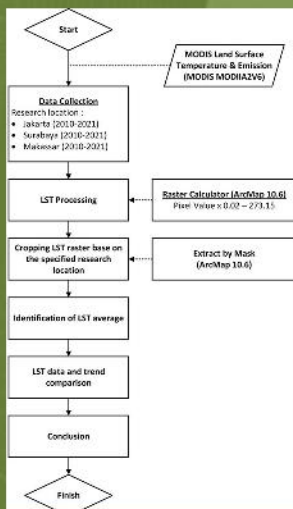 Start
MODIS Land Surface
Temperature & Emission
(MODIS MODIIA2V6)
Data Collection
Research location :
• Jakarta (2010-2021)
• Surabaya (2010-2021)
• Makassar (2010-2021)
LST Processing
Raster Calculator (ArcMap 10.6)
Pixel Value x 0.02 – 273.15
Cropping LST raster base on
the specified research
location
Extract by Mask
(ArcMap 10.6)
Identification of LST average
LST data and trend
comparison
Conclusion
Finish